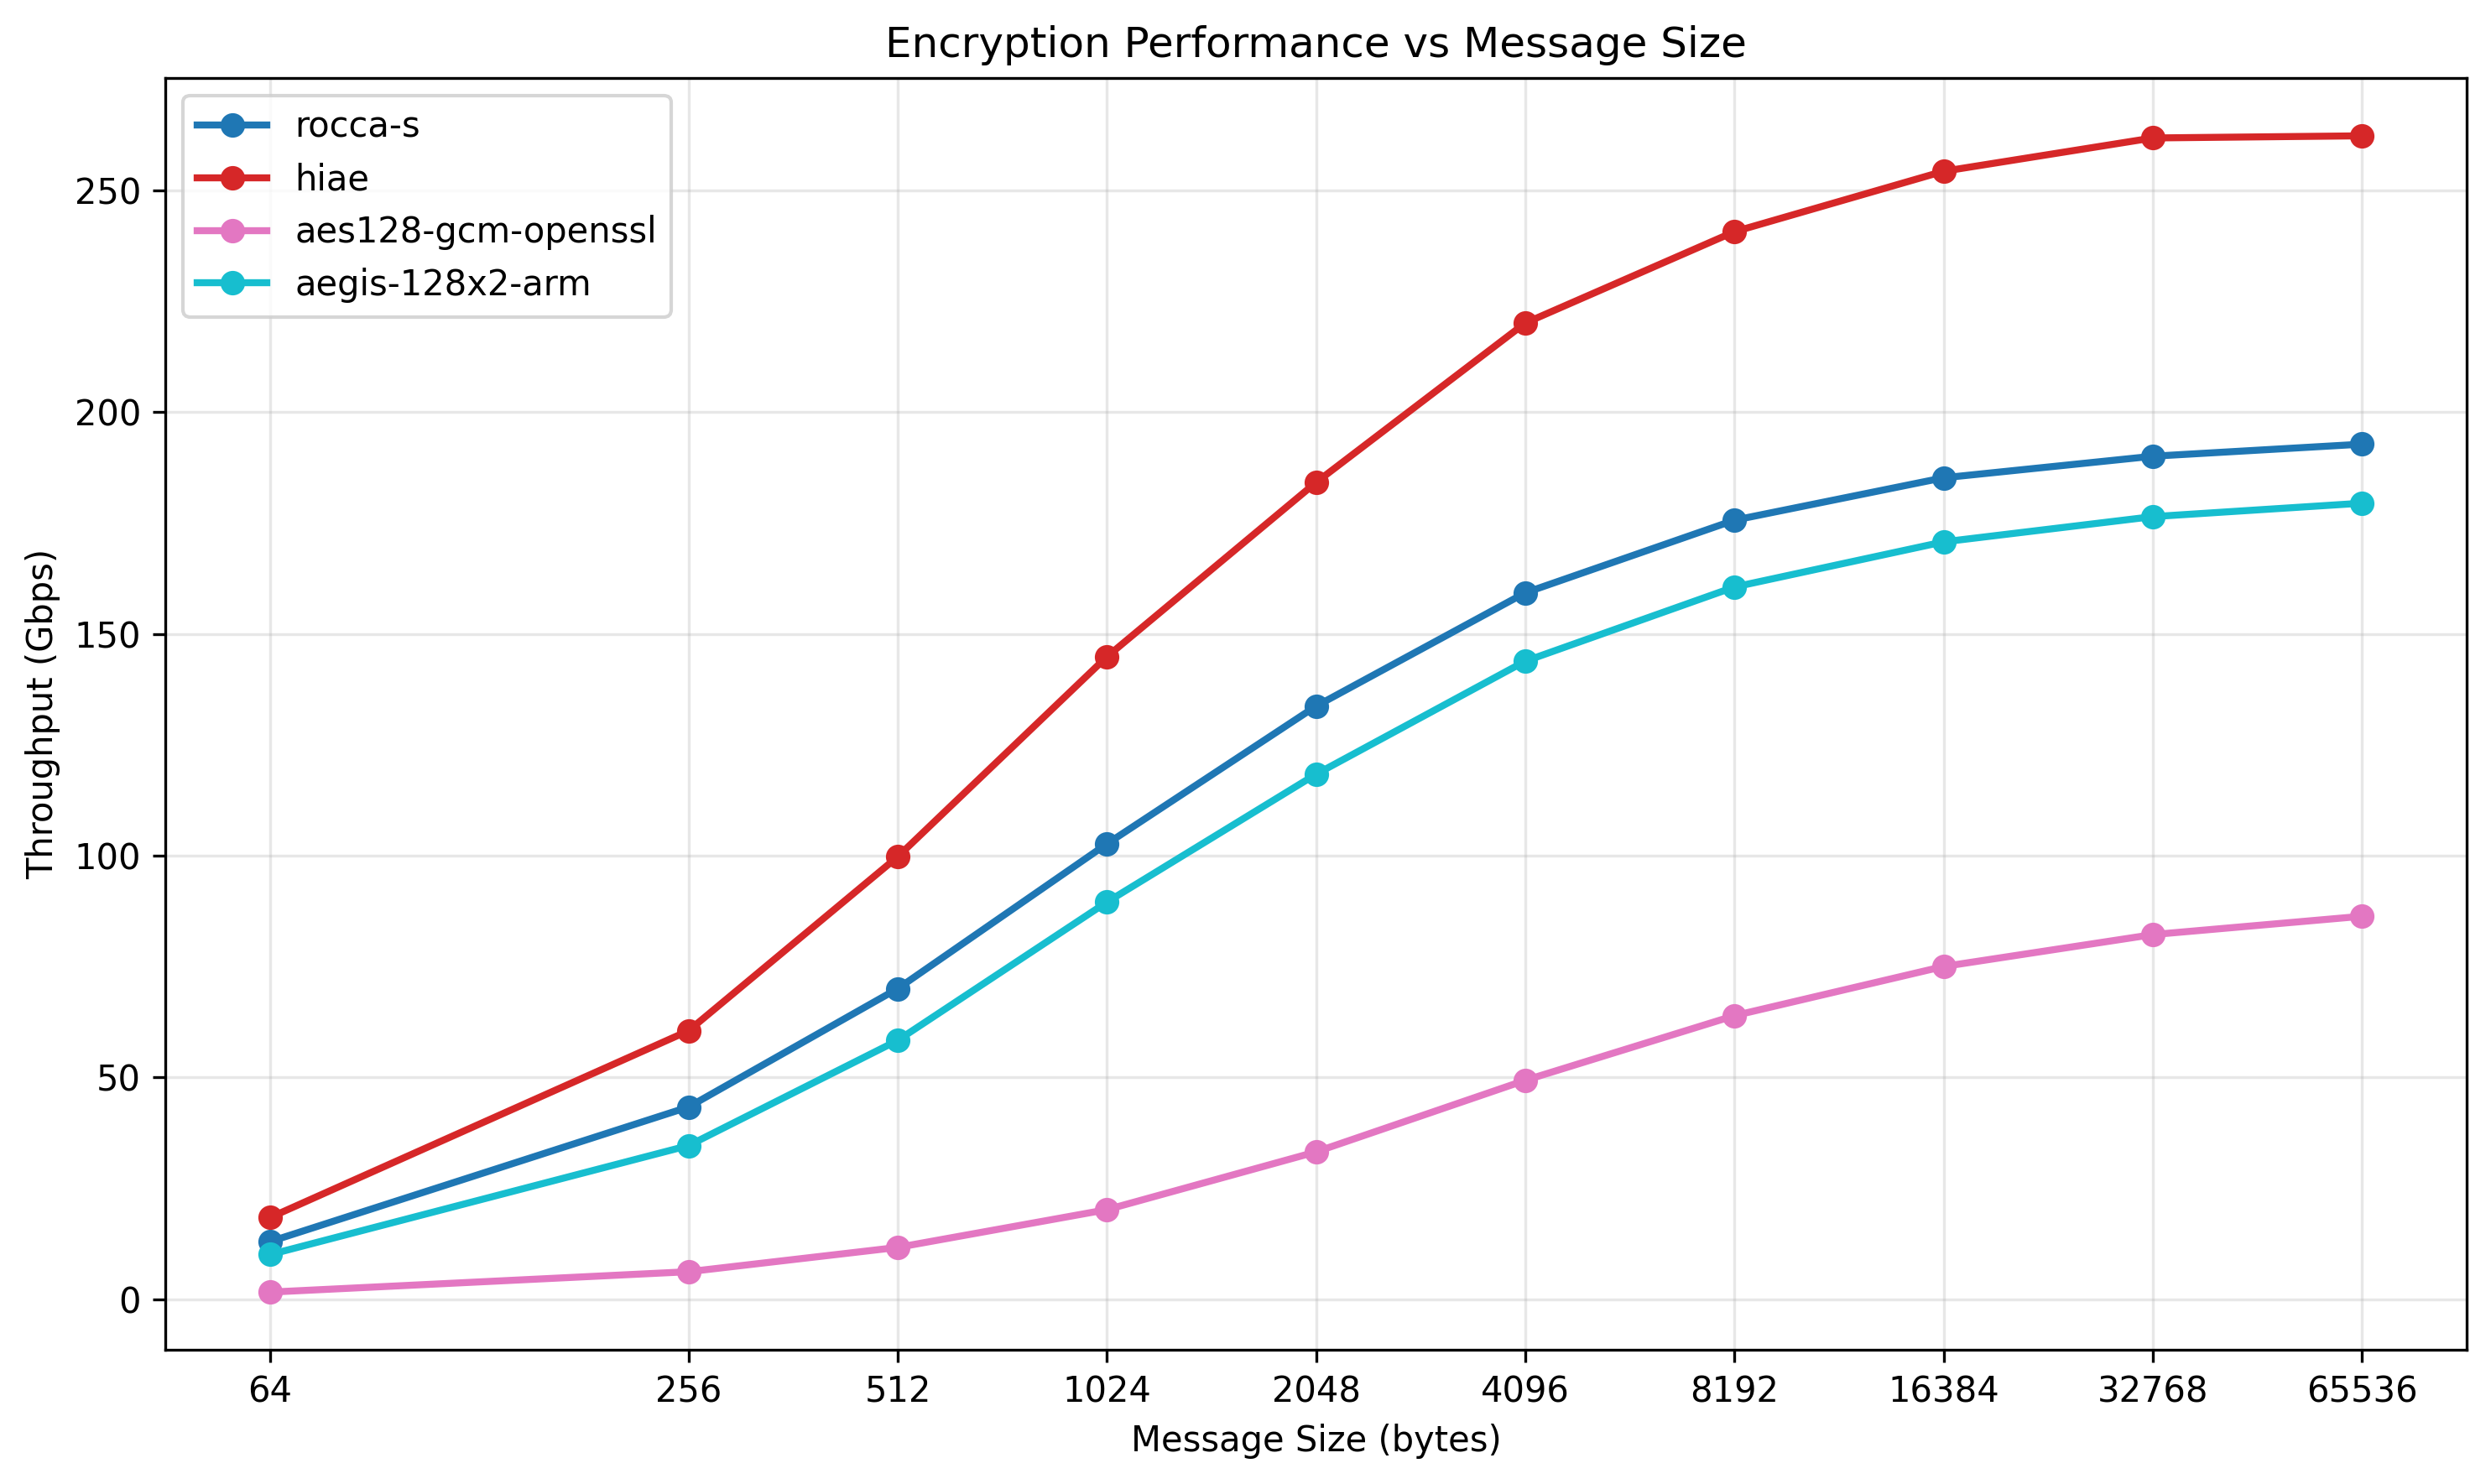 Encryption Performance vs Message Size
rocca-s
hiae
aes128-gcm-openssl
aegis-128x2-arm
Throughput (Gbps)
250
200
150
100
50
0
64 256 512 1024 2048 4096 8192 16384 32768 65536
Message Size (bytes)